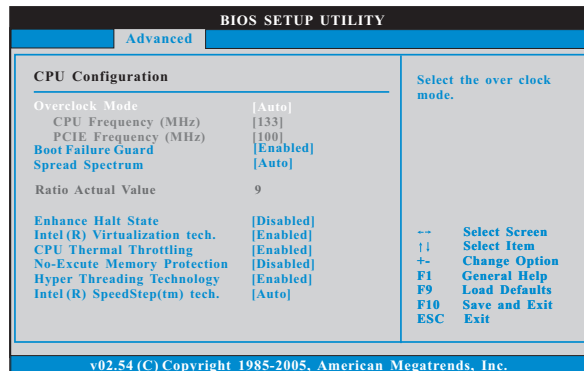 BIOS SETUP UTILITY
Advanced
CPU Configuration
Overclock Mode [Auto]
CPU Frequency (MHz) [133]
PCIE Frequency (MHz) [100]
Boot Failure Guard [Enabled]
Spread Spectrum [Auto]
Ratio Actual Value 9
Enhance Halt State [Disabled]
Intel (R) Virtualization tech. [Enabled]
CPU Thermal Throttling [Enabled]
No-Excute Memory Protection [Disabled]
Hyper Threading Technology [Enabled]
Intel (R) SpeedStep(tm) tech. [Auto]
Select the over clock
mode.
←→ Select Screen
↑↓ Select Item
+- Change Option
F1 General Help
F9 Load Defaults
F10 Save and Exit
ESC Exit
v02.54 (C) Copyright 1985-2005, American Megatrends, Inc.